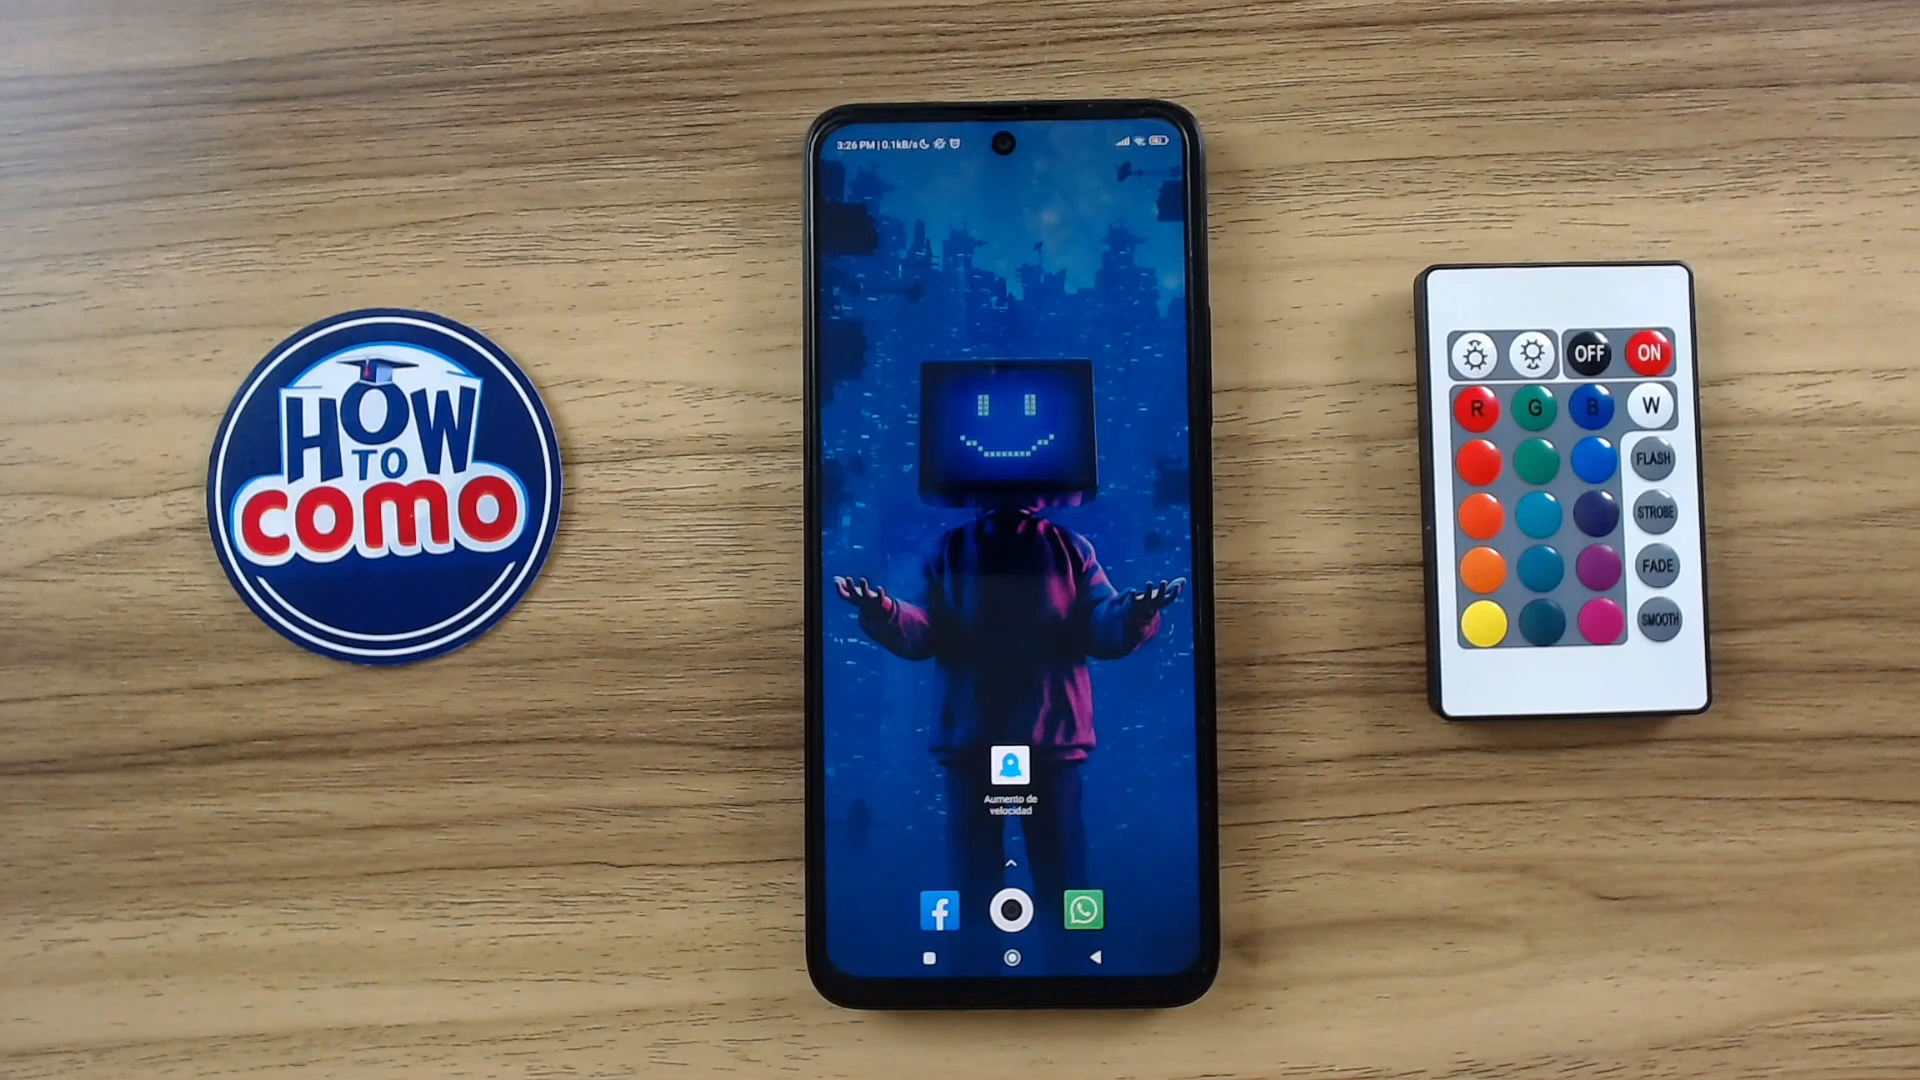 HOW
TO
COMO
3:26 PM | 0.1kB/s
Aumento de
velocidad
OFF
ON
R
G
B
W
FLASH
STROBE
FADE
SMOOTH